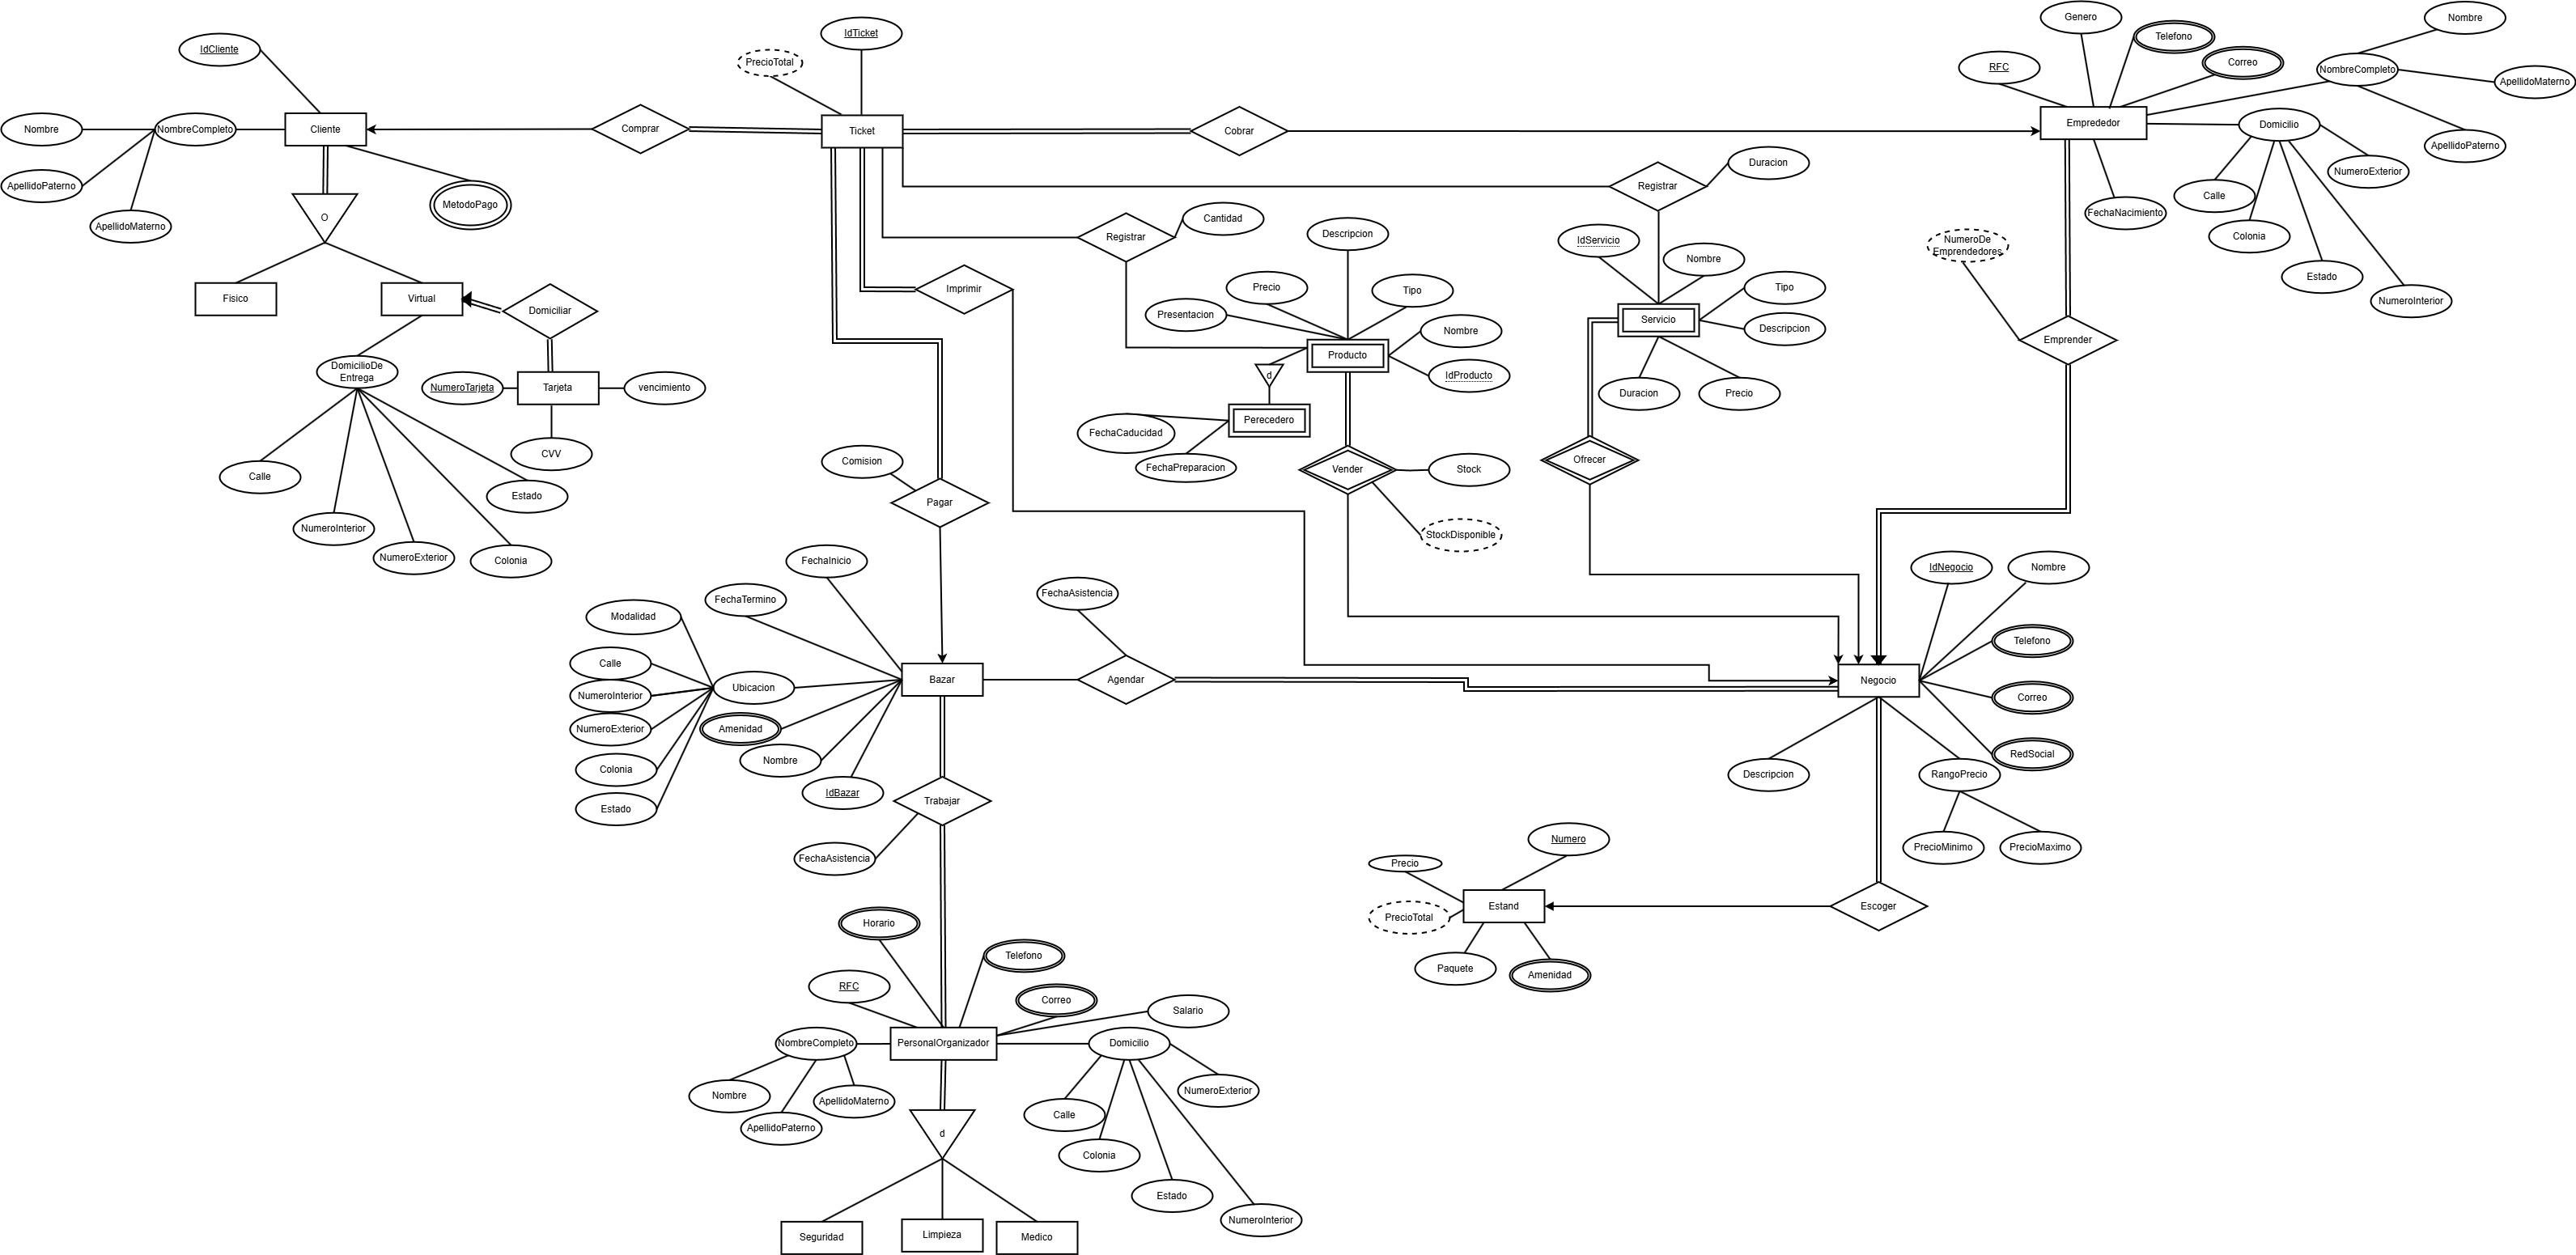 Genero
Nombre
IdTicket
Telefono
IdCliente
PrecioTotal
Correo
RFC
NombreCompleto
ApellidoMaterno
Nombre
NombreCompleto
Cliente
Comprar
Ticket
Cobrar
Emprededor
Domicilio
ApellidoPaterno
Duracion
NumeroExterior
ApellidoPaterno
MetodoPago
Registrar
Calle
FechaNacimiento
ApellidoMaterno
O
Cantidad
Registrar
Descripcion
IdServicio
Colonia
NumeroDe
Emprendedores
Nombre
Estado
Fisico
Virtual
Domiciliar
Imprimir
Precio
Tipo
Tipo
NumeroInterior
Presentacion
Servicio
Descripcion
Nombre
Emprender
Producto
DomicilioDe
Entrega
NumeroTarjeta
Tarjeta
vencimiento
d
IdProducto
Duracion
Precio
FechaCaducidad
Perecedero
CVV
Comision
FechaPreparacion
Vender
Stock
Ofrecer
Calle
Estado
Pagar
NumeroInterior
StockDisponible
NumeroExterior
Colonia
FechaInicio
IdNegocio
Nombre
FechaTermino
FechaAsistencia
Modalidad
Telefono
Calle
Ubicacion
Bazar
Agendar
Negocio
NumeroInterior
Correo
NumeroExterior
Amenidad
Nombre
RedSocial
Colonia
Descripcion
RangoPrecio
IdBazar
Trabajar
Estado
Numero
PrecioMinimo
PrecioMaximo
FechaAsistencia
Precio
Estand
Escoger
PrecioTotal
Horario
Telefono
Paquete
Amenidad
RFC
Correo
Salario
NombreCompleto
PersonalOrganizador
Domicilio
Nombre
ApellidoMaterno
NumeroExterior
Calle
ApellidoPaterno
d
Colonia
Estado
NumeroInterior
Seguridad
Limpieza
Medico